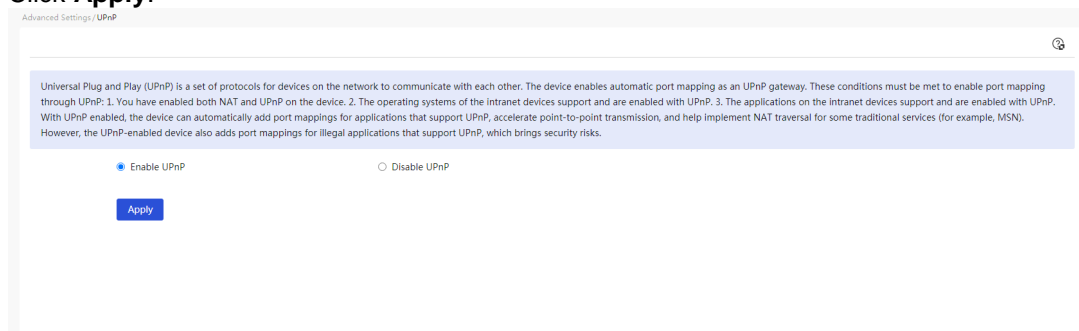 Click Apply.
Advanced Settings / UPnP
Universal Plug and Play (UPnP) is a set of protocols for devices on the network to communicate with each other. The device enables automatic port mapping as an UPnP gateway. These conditions must be met to enable port mapping
through UPnP: 1. You have enabled both NAT and UPnP on the device. 2. The operating systems of the intranet devices support and are enabled with UPnP. 3. The applications on the intranet devices support and are enabled with UPnP.
With UPnP enabled, the device can automatically add port mappings for applications that support UPnP, accelerate point-to-point transmission, and help implement NAT traversal for some traditional services (for example, MSN).
However, the UPnP-enabled device also adds port mappings for illegal applications that support UPnP, which brings security risks.
Enable UPnP Disable UPnP
Apply